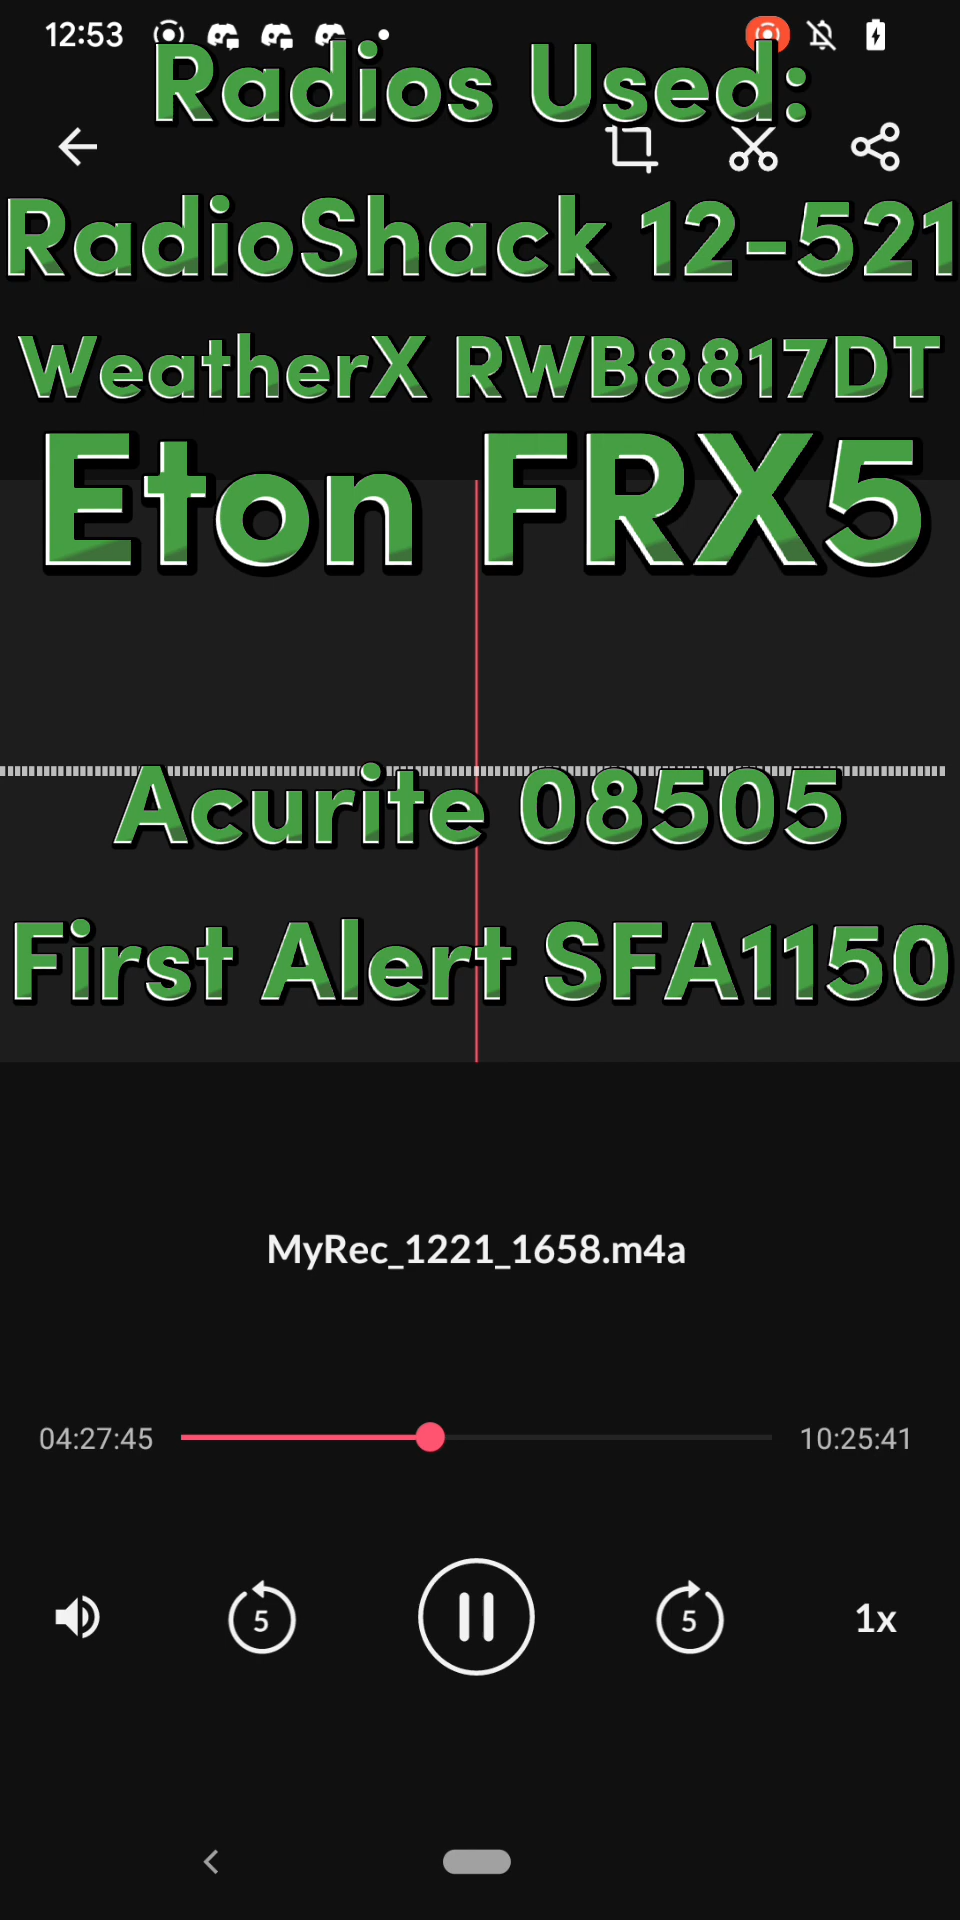 12:53
Radios Used:
RadioShack 12-521
WeatherX RWB8817DT
Eton FRX5
Acurite 08505
First Alert SFA1150
MyRec_1221_1658.m4a
04:27:45
10:25:41
5
5
1x